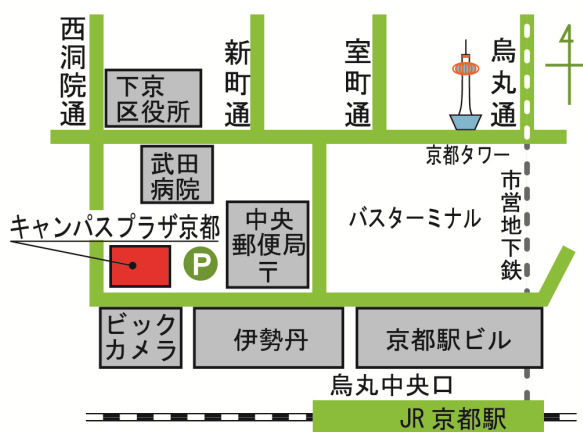 西洞院通
新町通
室町通
烏丸通
下京
区役所
京都タワー
武田
病院
市営地下鉄
キャンパスプラザ京都
中央
郵便局
〒
バスターミナル
P
ビック
カメラ
伊勢丹
京都駅ビル
烏丸中央口
JR 京都駅
4